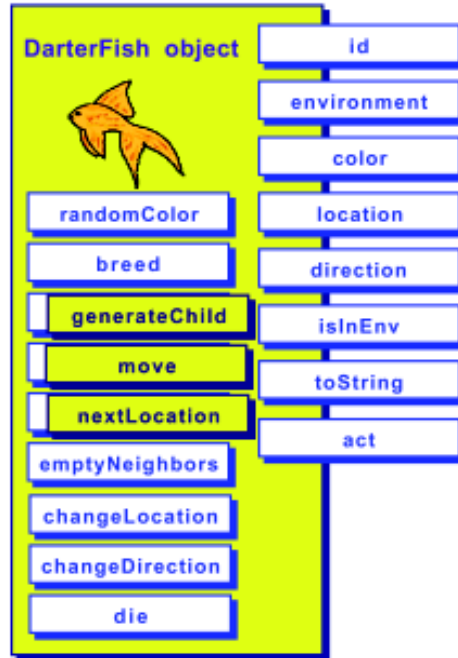 DarterFish object
randomColor
breed
generateChild
move
nextLocation
emptyNeighbors
changeLocation
changeDirection
die
id
environment
color
location
direction
isInEnv
toString
act